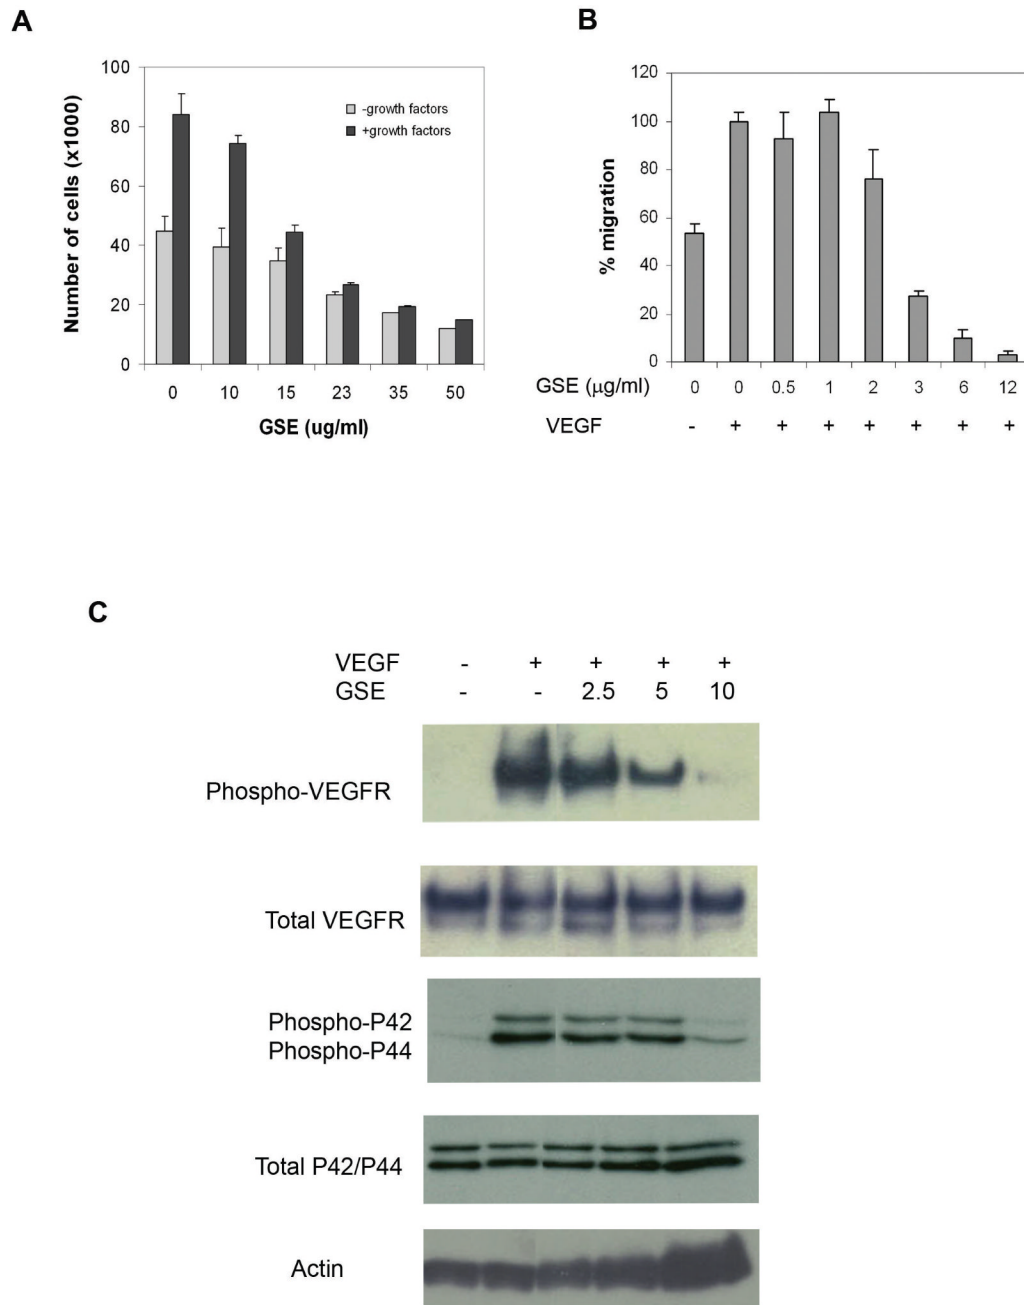 A
100
80
60
40
20
0
Number of cells (x1000)
-growth factors
+growth factors
0 10 15 23 35 50
GSE (ug/ml)
B
120
100
80
60
40
20
0
% migration
GSE (μg/ml) 0 0 0.5 1 2 3 6 12
VEGF - + + + + + + +
C
VEGF - + + + +
GSE - - 2.5 5 10
Phospho-VEGFR
Total VEGFR
Phospho-P42
Phospho-P44
Total P42/P44
Actin